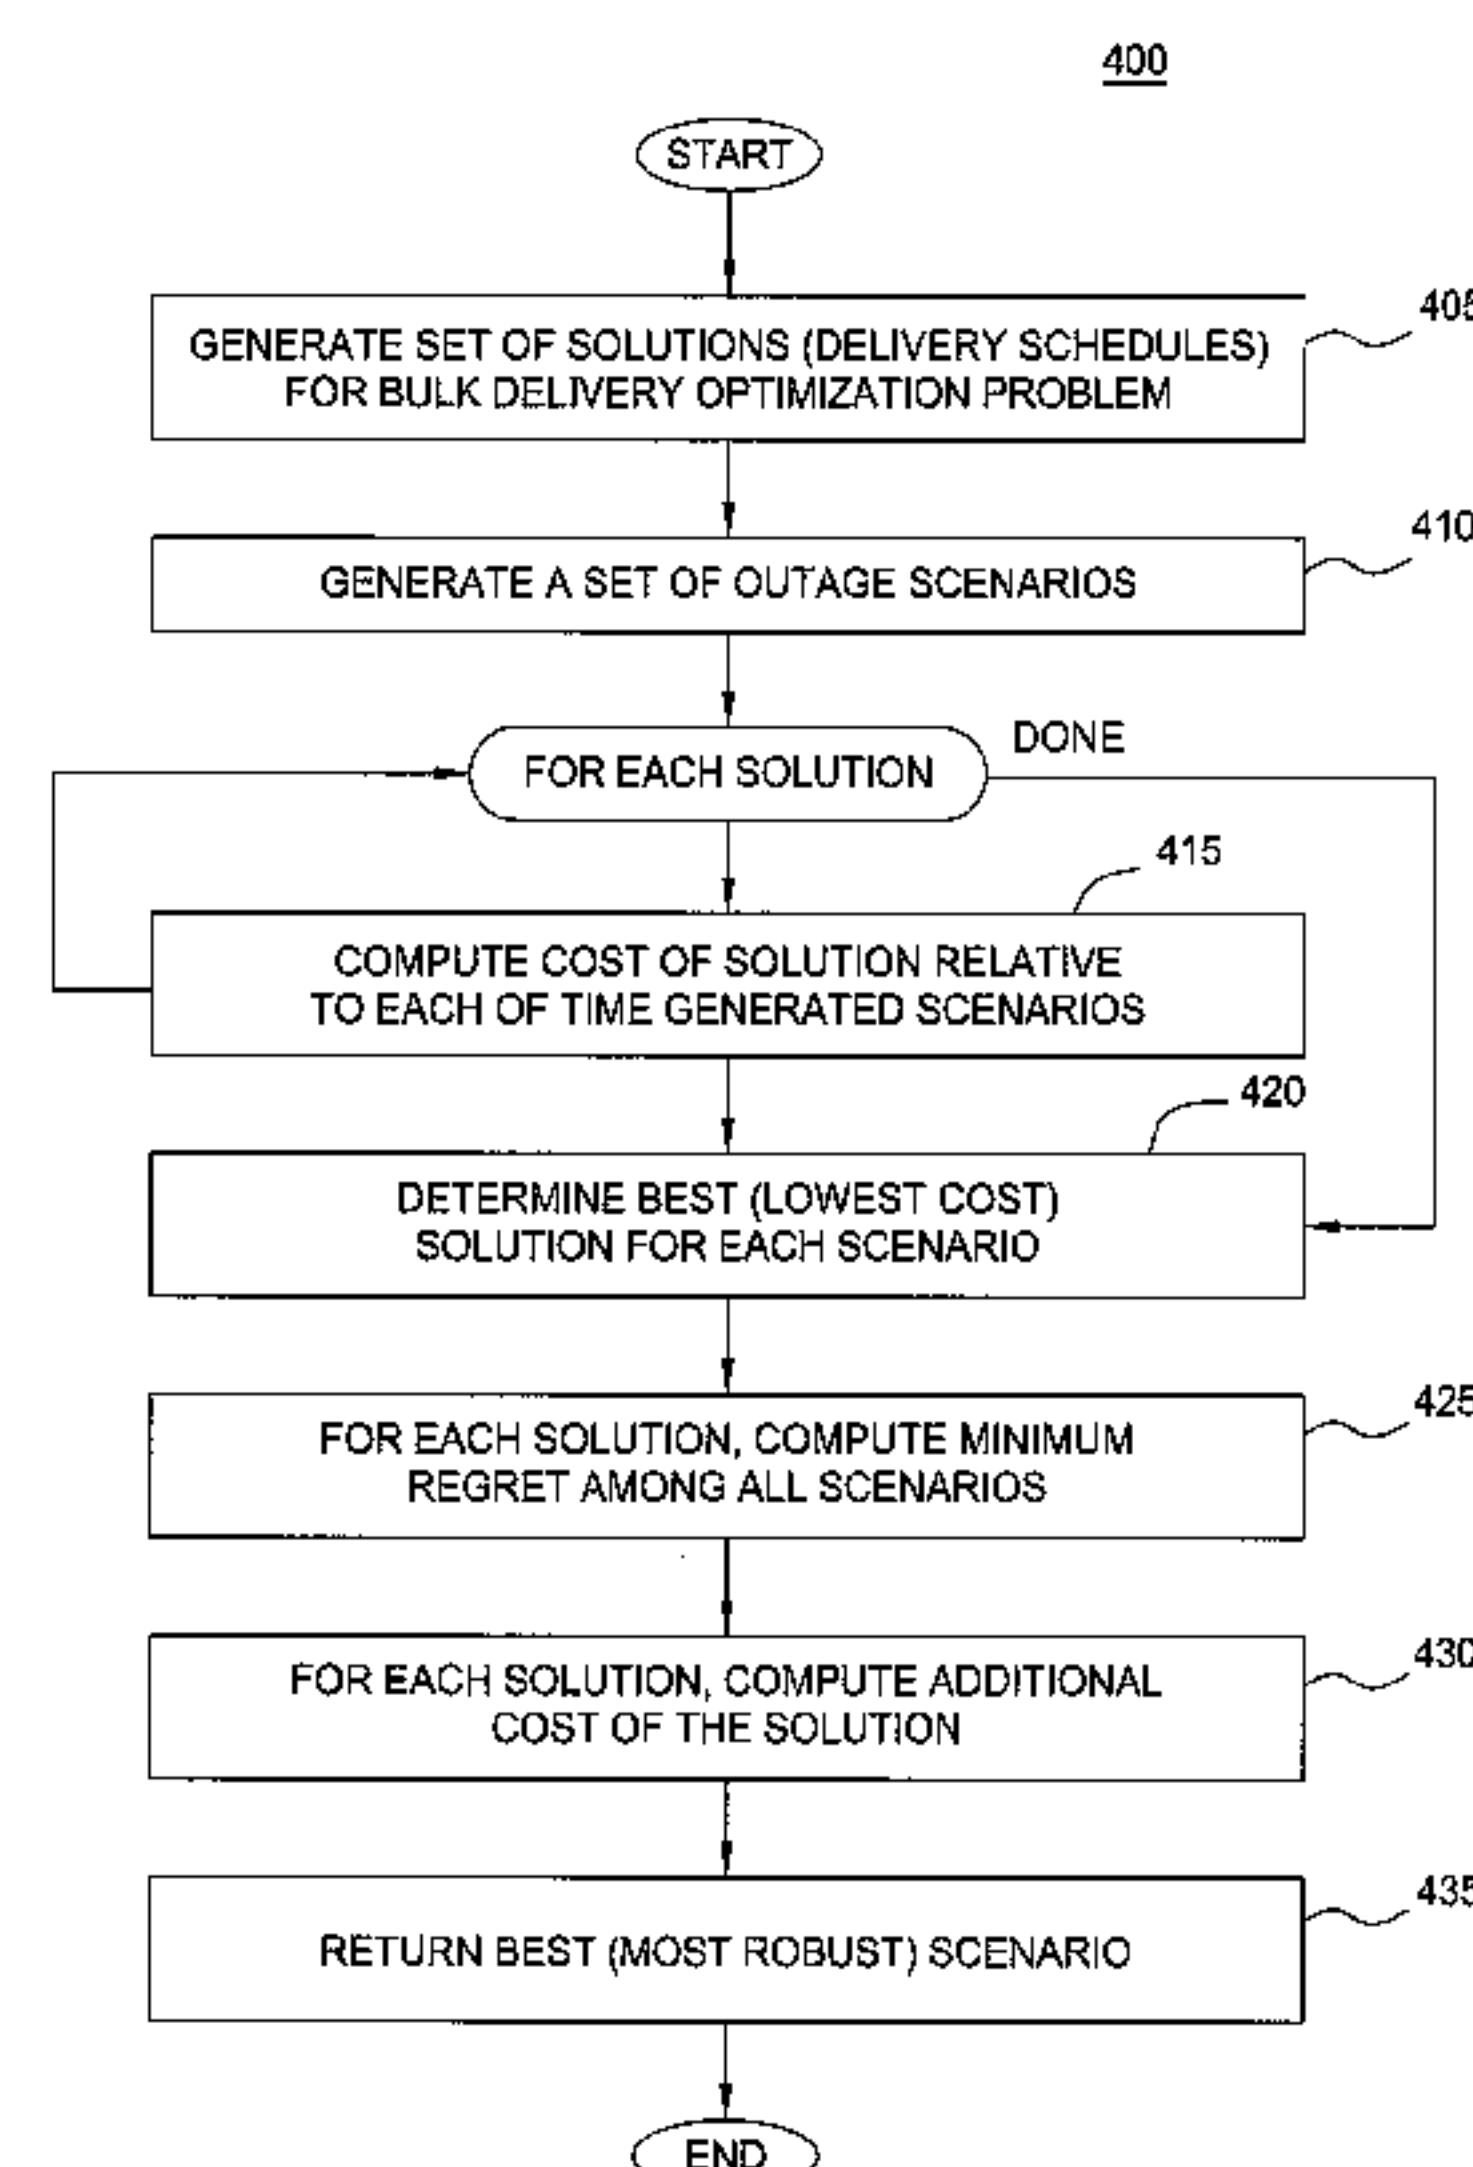 400
START
GENERATE SET OF SOLUTIONS (DELIVERY SCHEDULES)
FOR BULK DELIVERY OPTIMIZATION PROBLEM
405
GENERATE A SET OF OUTAGE SCENARIOS
410
FOR EACH SOLUTION
DONE
415
COMPUTE COST OF SOLUTION RELATIVE
TO EACH OF TIME GENERATED SCENARIOS
420
DETERMINE BEST (LOWEST COST)
SOLUTION FOR EACH SCENARIO
FOR EACH SOLUTION, COMPUTE MINIMUM
REGRET AMONG ALL SCENARIOS
425
FOR EACH SOLUTION, COMPUTE ADDITIONAL
COST OF THE SOLUTION
430
RETURN BEST (MOST ROBUST) SCENARIO
435
END